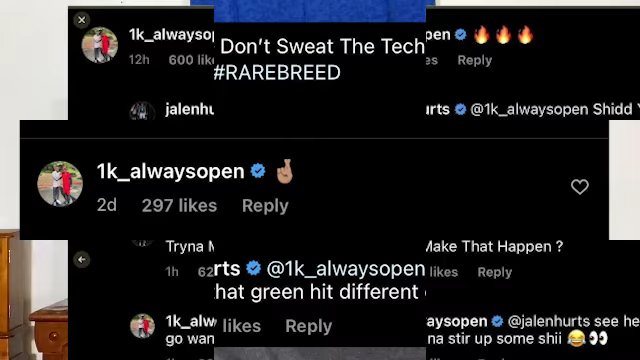 1k_alwaysop
12h 600 lik
Don't Sweat The Tech
#RAREBREED
en 🔥🔥🔥
es Reply
jalenhu
rts @1k_alwaysopen Shidd
1k_alwaysopen 🤞🏽
2d 297 likes Reply
Tryna M
Make That Happen ?
1h 62
likes Reply
rts @1k_alwaysopen
hat green hit different
likes Reply
1k_alw
go wan
aysopen @jalenhurts see he
na stir up some shii 😂👀